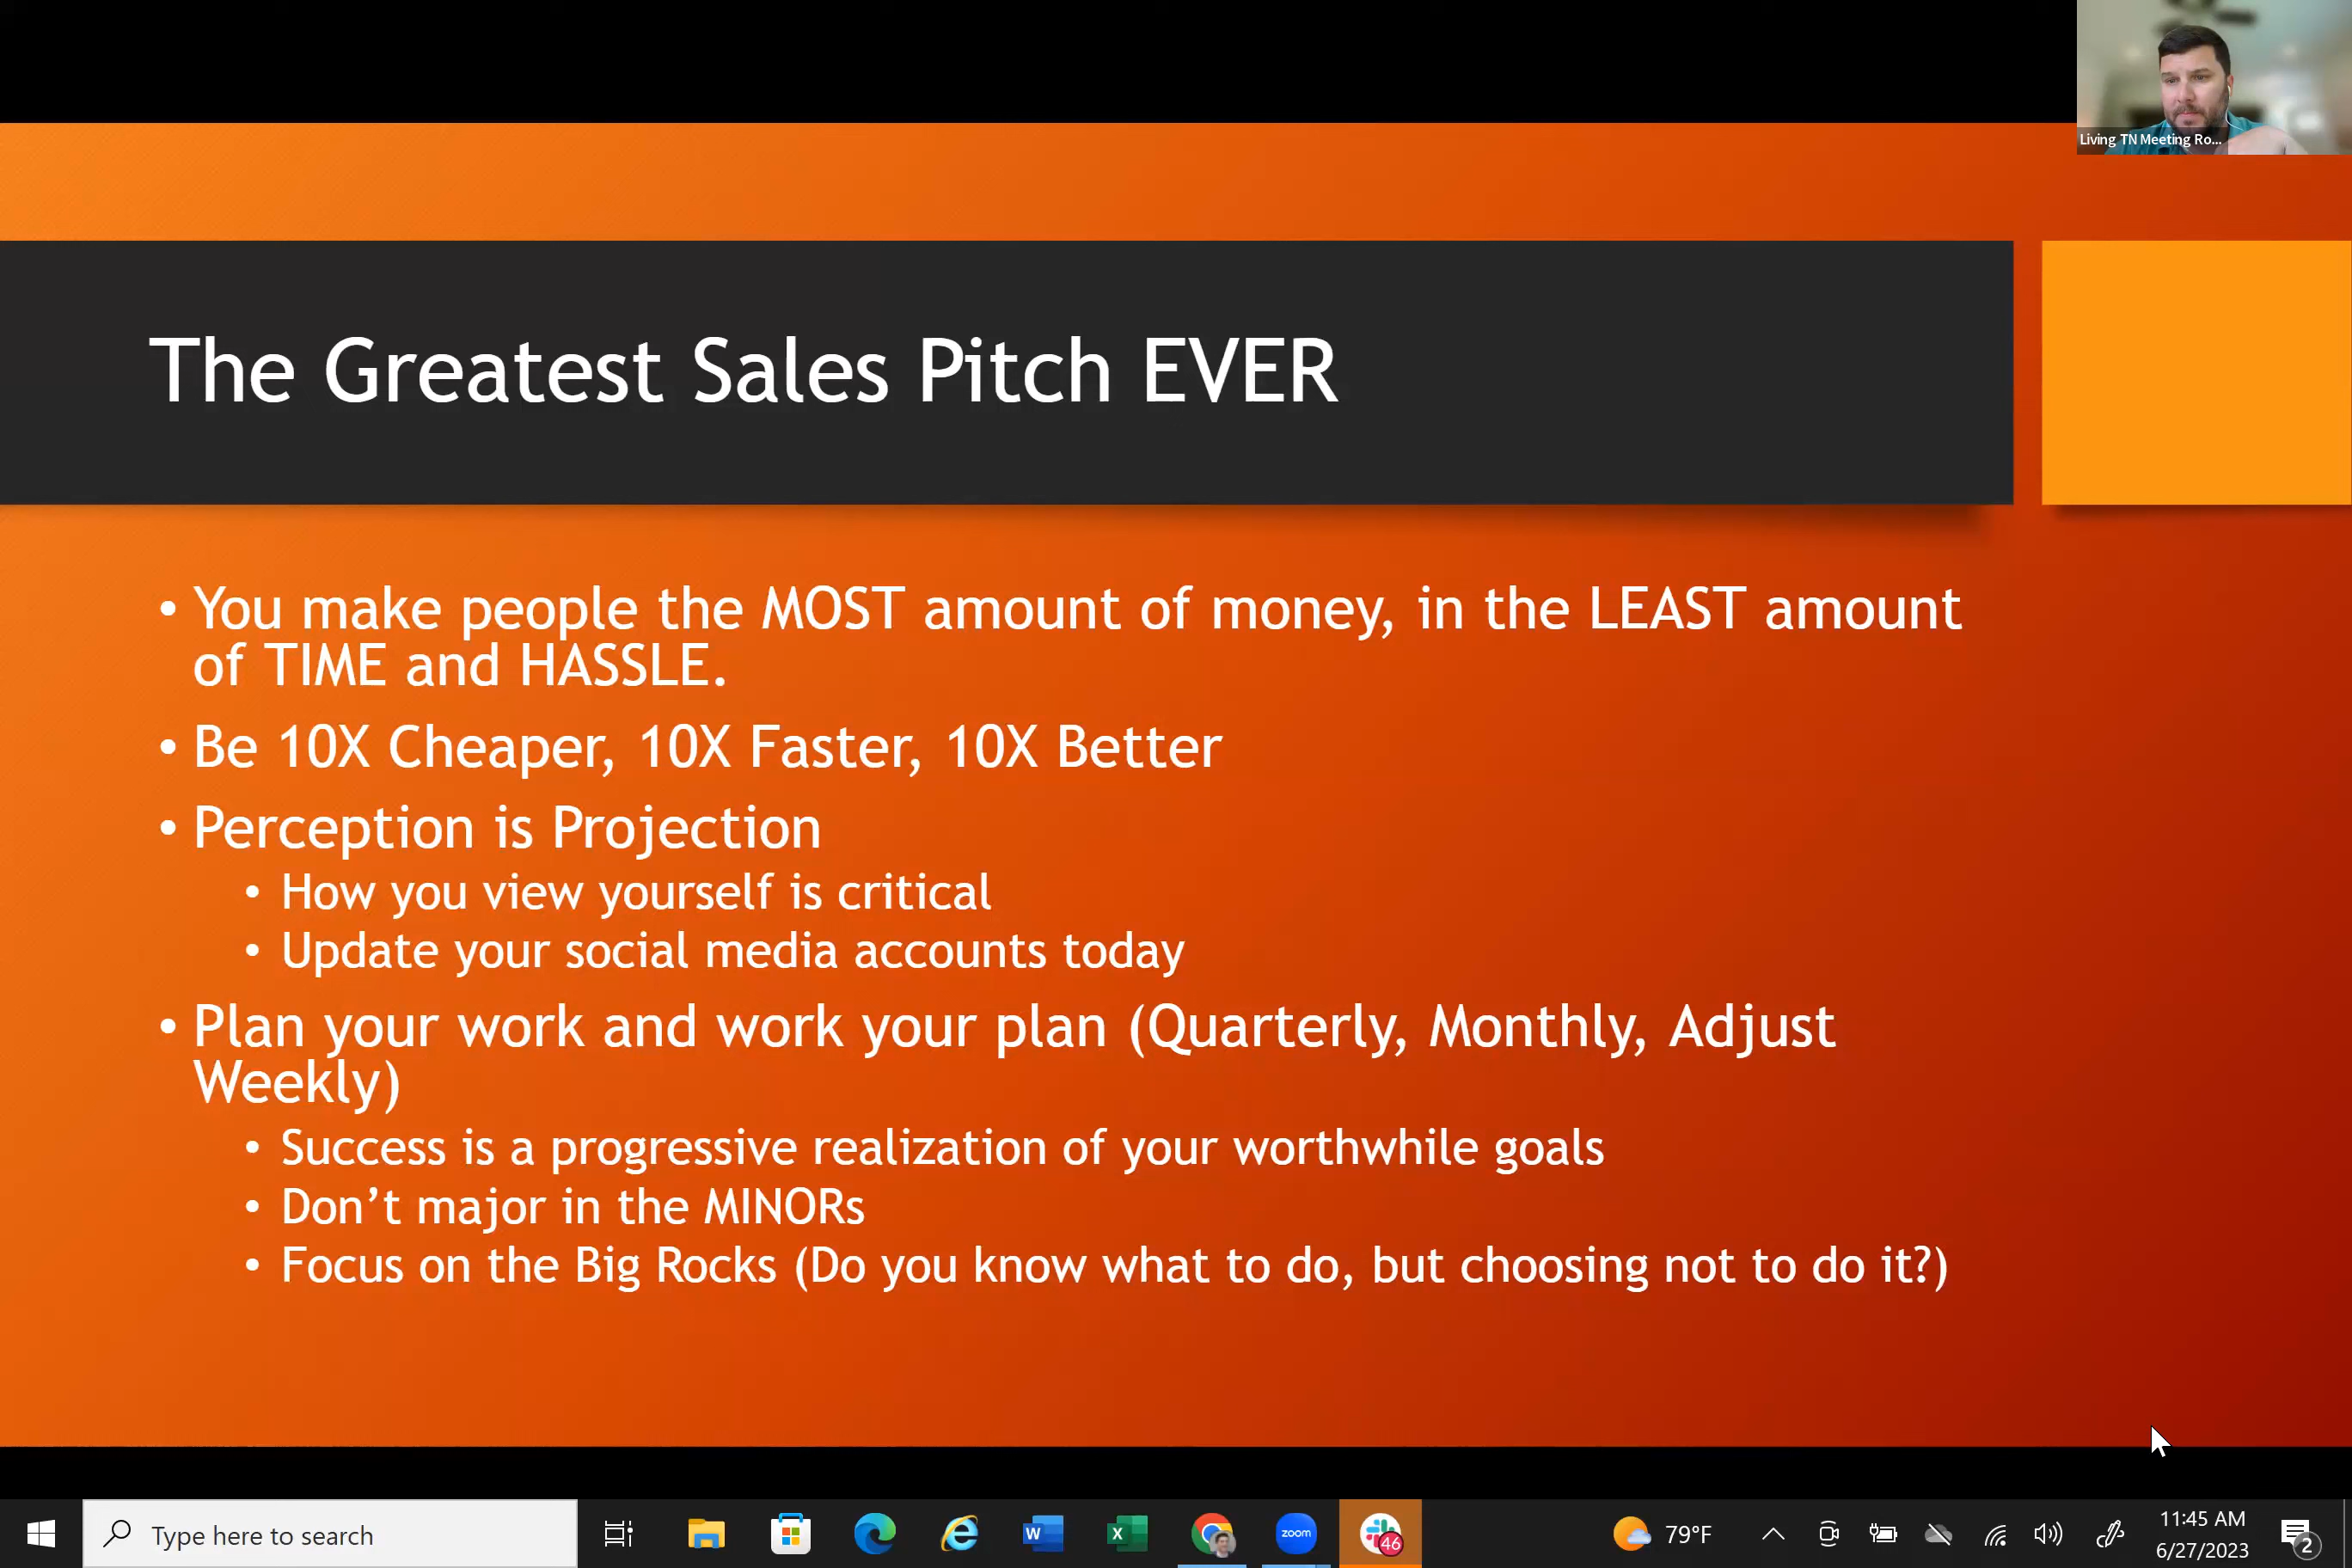 Living TN Meeting Ro...
The Greatest Sales Pitch EVER
• You make people the MOST amount of money, in the LEAST amount
of TIME and HASSLE.
• Be 10X Cheaper, 10X Faster, 10X Better
• Perception is Projection
• How you view yourself is critical
• Update your social media accounts today
• Plan your work and work your plan (Quarterly, Monthly, Adjust
Weekly)
• Success is a progressive realization of your worthwhile goals
• Don’t major in the MINORs
• Focus on the Big Rocks (Do you know what to do, but choosing not to do it?)
Type here to search
W
X
zoom
46
79°F
11:45 AM
6/27/2023
2